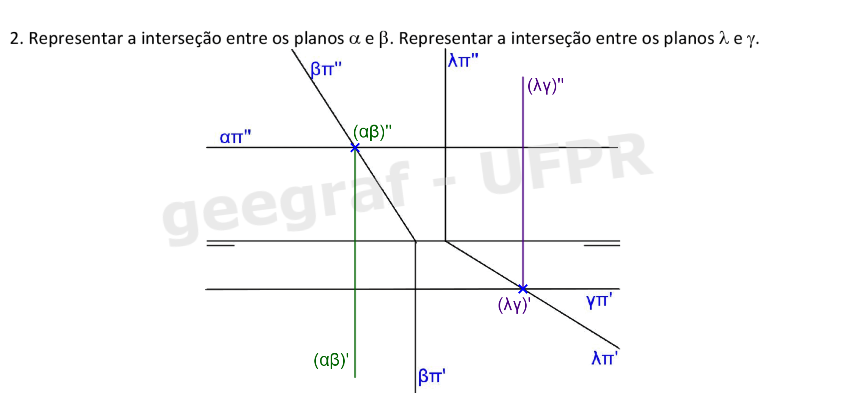 2. Representar a interseção entre os planos α e β. Representar a interseção entre os planos λ e γ.
βπ"
λπ"
(λγ)"
απ"
(αβ)"
geegraf - UFPR
(λγ)'
γπ'
(αβ)'
λπ'
βπ'